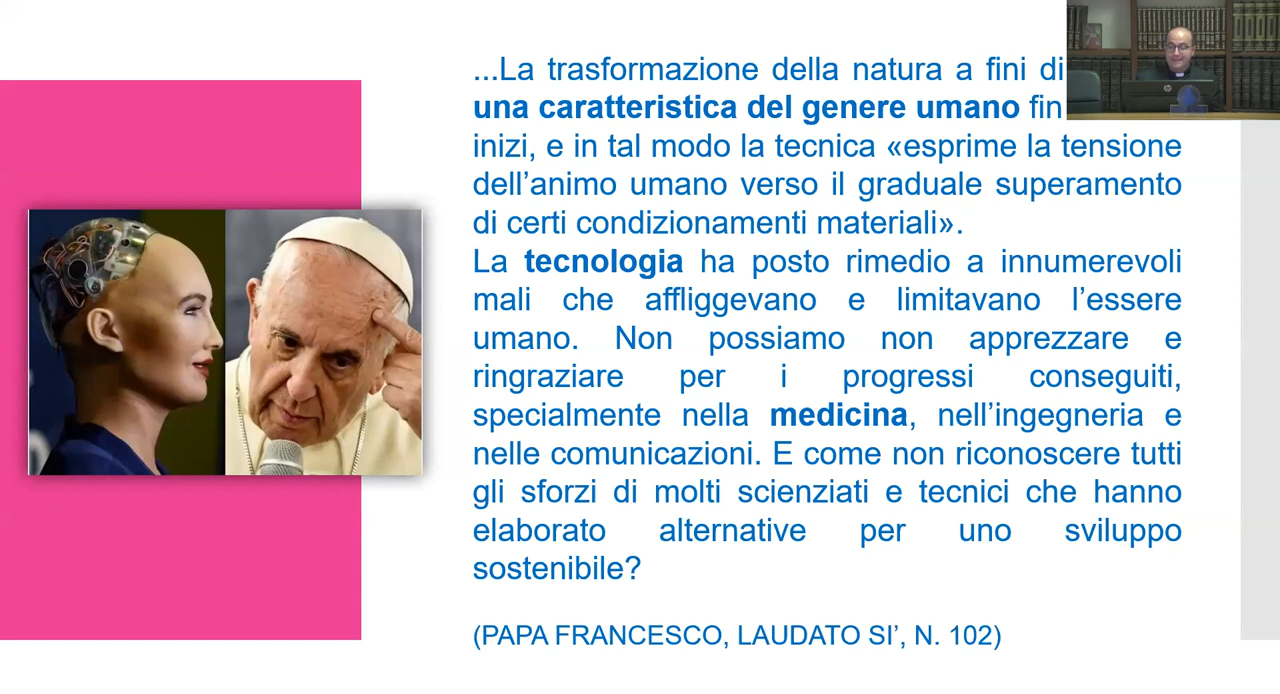 ...La trasformazione della natura a fini di
una caratteristica del genere umano fin
inizi, e in tal modo la tecnica «esprime la tensione
dell’animo umano verso il graduale superamento
di certi condizionamenti materiali».
La tecnologia ha posto rimedio a innumerevoli
mali che affliggevano e limitavano l’essere
umano. Non possiamo non apprezzare e
ringraziare per i progressi conseguiti,
specialmente nella medicina, nell’ingegneria e
nelle comunicazioni. E come non riconoscere tutti
gli sforzi di molti scienziati e tecnici che hanno
elaborato alternative per uno sviluppo
sostenibile?
(PAPA FRANCESCO, LAUDATO SI’, N. 102)